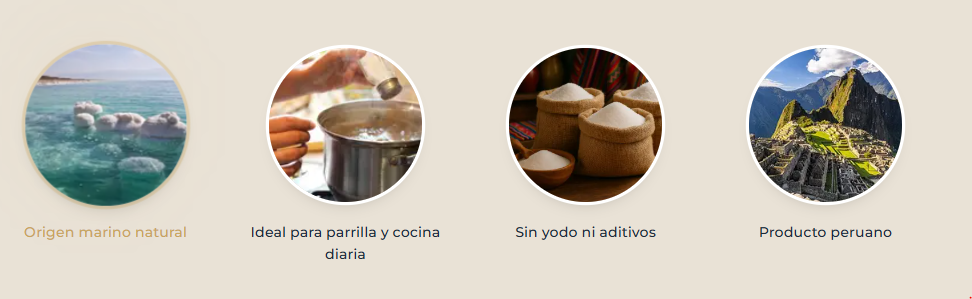 Origen marino natural
Ideal para parrilla y cocina
diaria
Sin yodo ni aditivos
Producto peruano